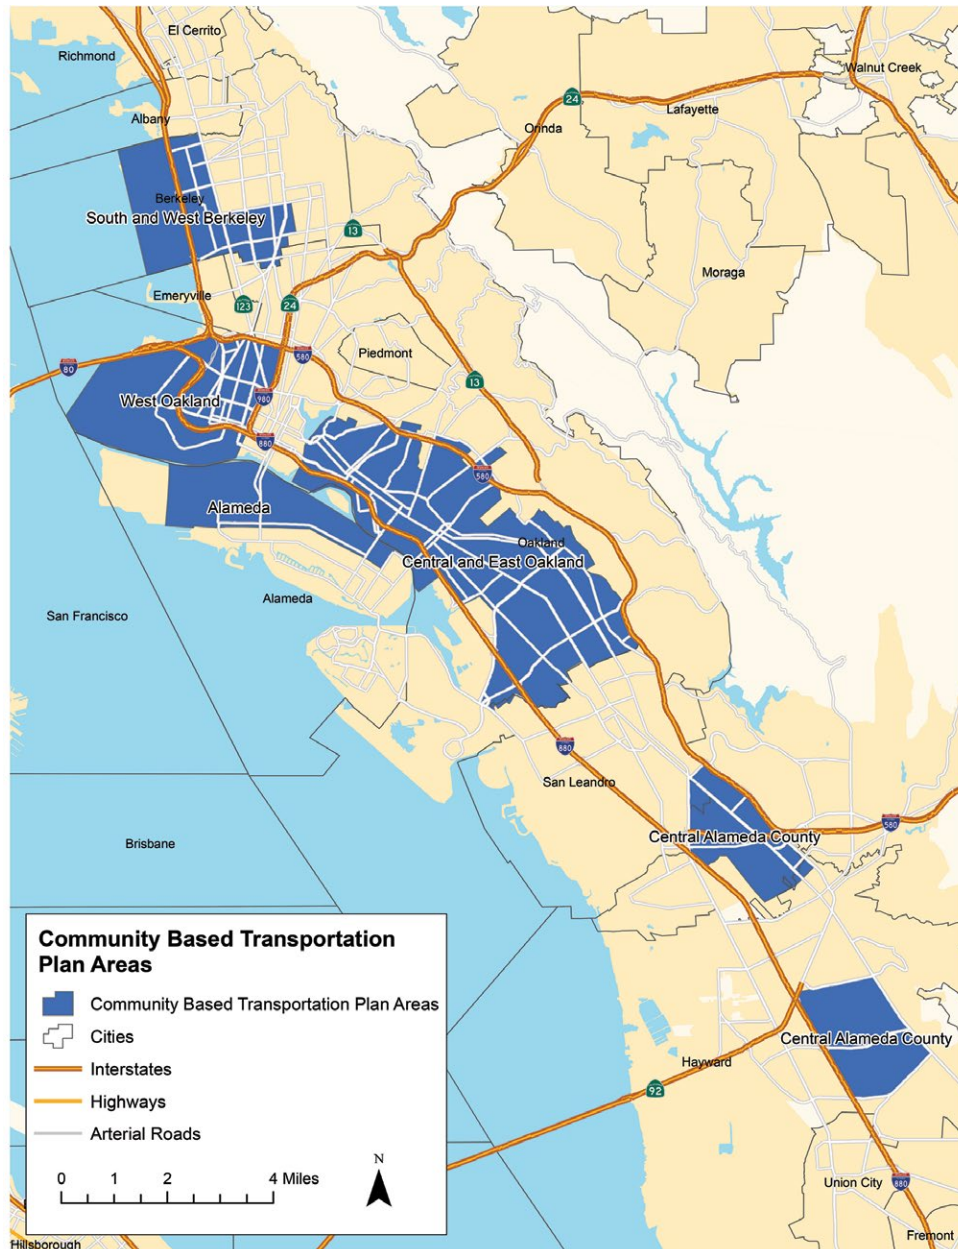 El Cerrito
Richmond
Walnut Creek
24
Lafayette
Albany
Orinda
Berkeley
South and West Berkeley
13
Moraga
Emeryville
123
24
80
580
Piedmont
13
West Oakland
980
880
580
Alameda
Oakland
Central and East Oakland
Alameda
San Francisco
880
San Leandro
580
Central Alameda County
Brisbane
Central Alameda County
Hayward
92
Union City
880
Fremont
Community Based Transportation
Plan Areas
Community Based Transportation Plan Areas
Cities
Interstates
Highways
Arterial Roads
N
0 1 2 4 Miles
Hillsborough